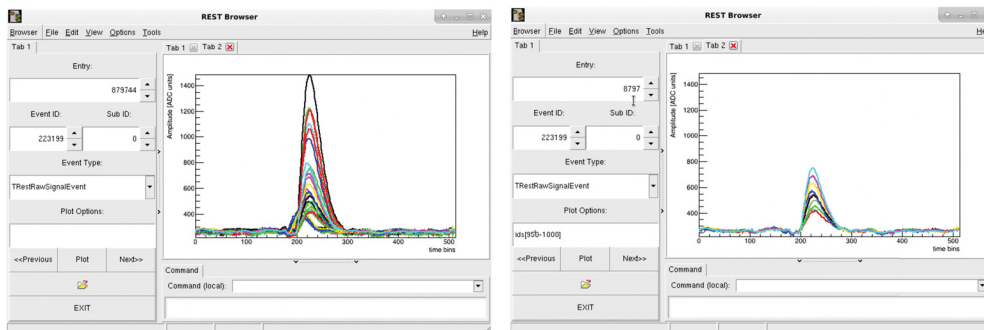 REST Browser
Browser File Edit View Options Tools Help
Tab 1
Tab 1 Tab 2
Entry:
879744
Event ID: Sub ID:
223199 0
Event Type:
TRestRawSignalEvent
Plot Options:
<<Previous Plot Next>>
EXIT
Amplitude [ADC units]
1400
1200
1000
800
600
400
0 100 200 300 400 500
time bins
Command
Command (local):
REST Browser
Browser File Edit View Options Tools
Tab 1
Tab 1 Tab 2
Entry:
8797
Event ID: Sub ID:
223199 0
Event Type:
TRestRawSignalEvent
Plot Options:
ids[950-1000]
<<Previous Plot Next>>
EXIT
Amplitude [ADC units]
1400
1200
1000
800
600
400
0 100 200 300 400 500
time bins
Command
Command (local):